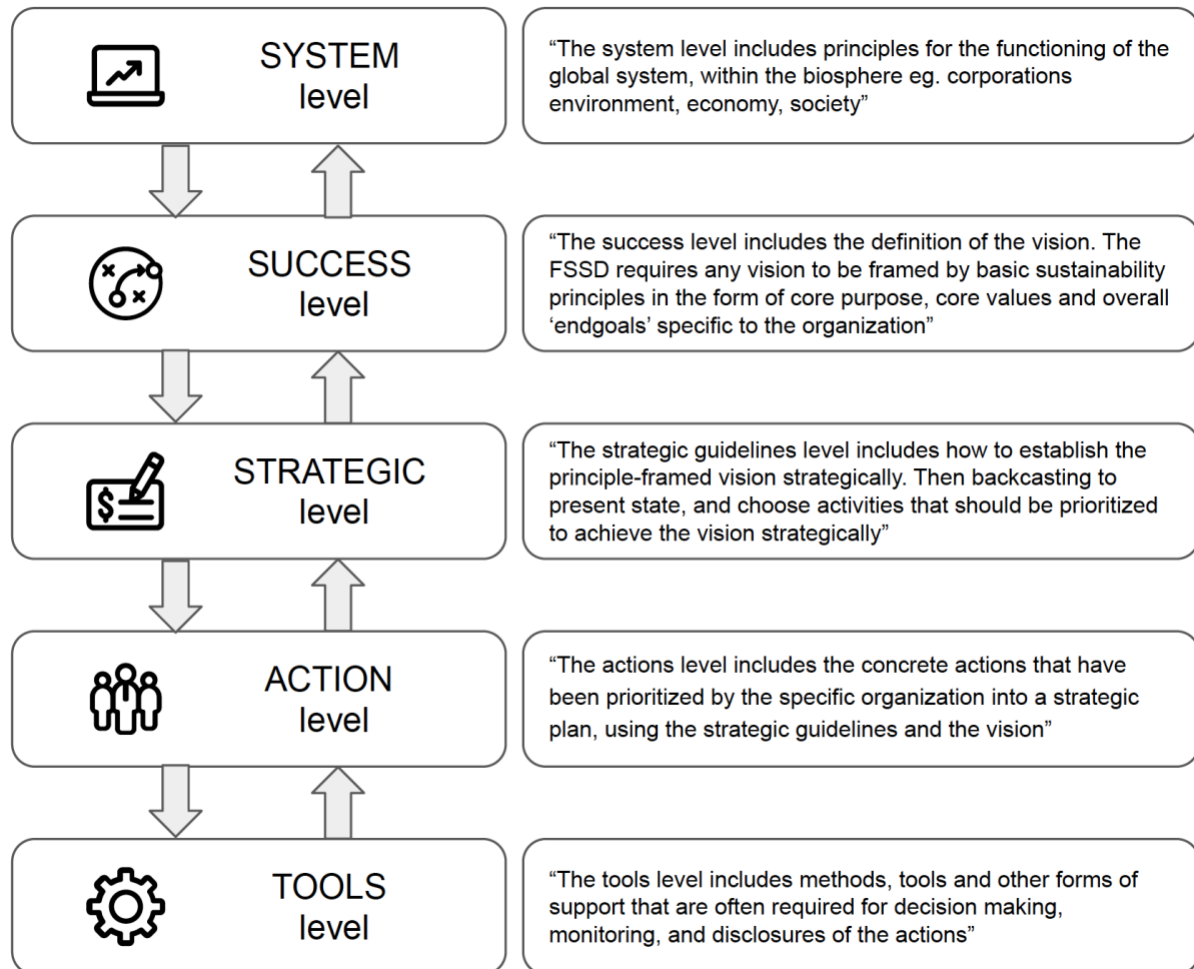 SYSTEM
level
“The system level includes principles for the functioning of the
global system, within the biosphere eg. corporations
environment, economy, society”
SUCCESS
level
“The success level includes the definition of the vision. The
FSSD requires any vision to be framed by basic sustainability
principles in the form of core purpose, core values and overall
‘endgoals’ specific to the organization”
STRATEGIC
level
“The strategic guidelines level includes how to establish the
principle-framed vision strategically. Then backcasting to
present state, and choose activities that should be prioritized
to achieve the vision strategically”
$
ACTION
level
“The actions level includes the concrete actions that have
been prioritized by the specific organization into a strategic
plan, using the strategic guidelines and the vision”
TOOLS
level
“The tools level includes methods, tools and other forms of
support that are often required for decision making,
monitoring, and disclosures of the actions”